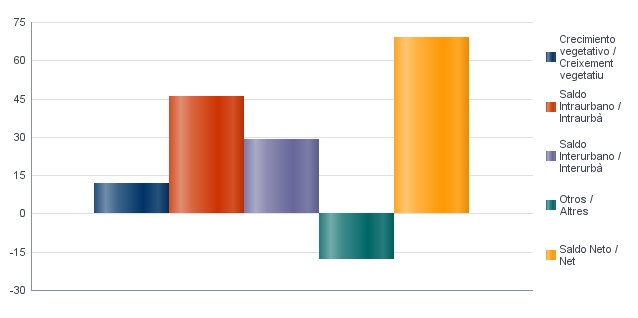 75
60
45
30
15
0
-15
-30
Crecimiento
vegetativo /
Creixement
vegetatiu
Saldo
Intraurbano /
Intraurbà
Saldo
Interurbano /
Interurbà
Otros /
Altres
Saldo Neto /
Net